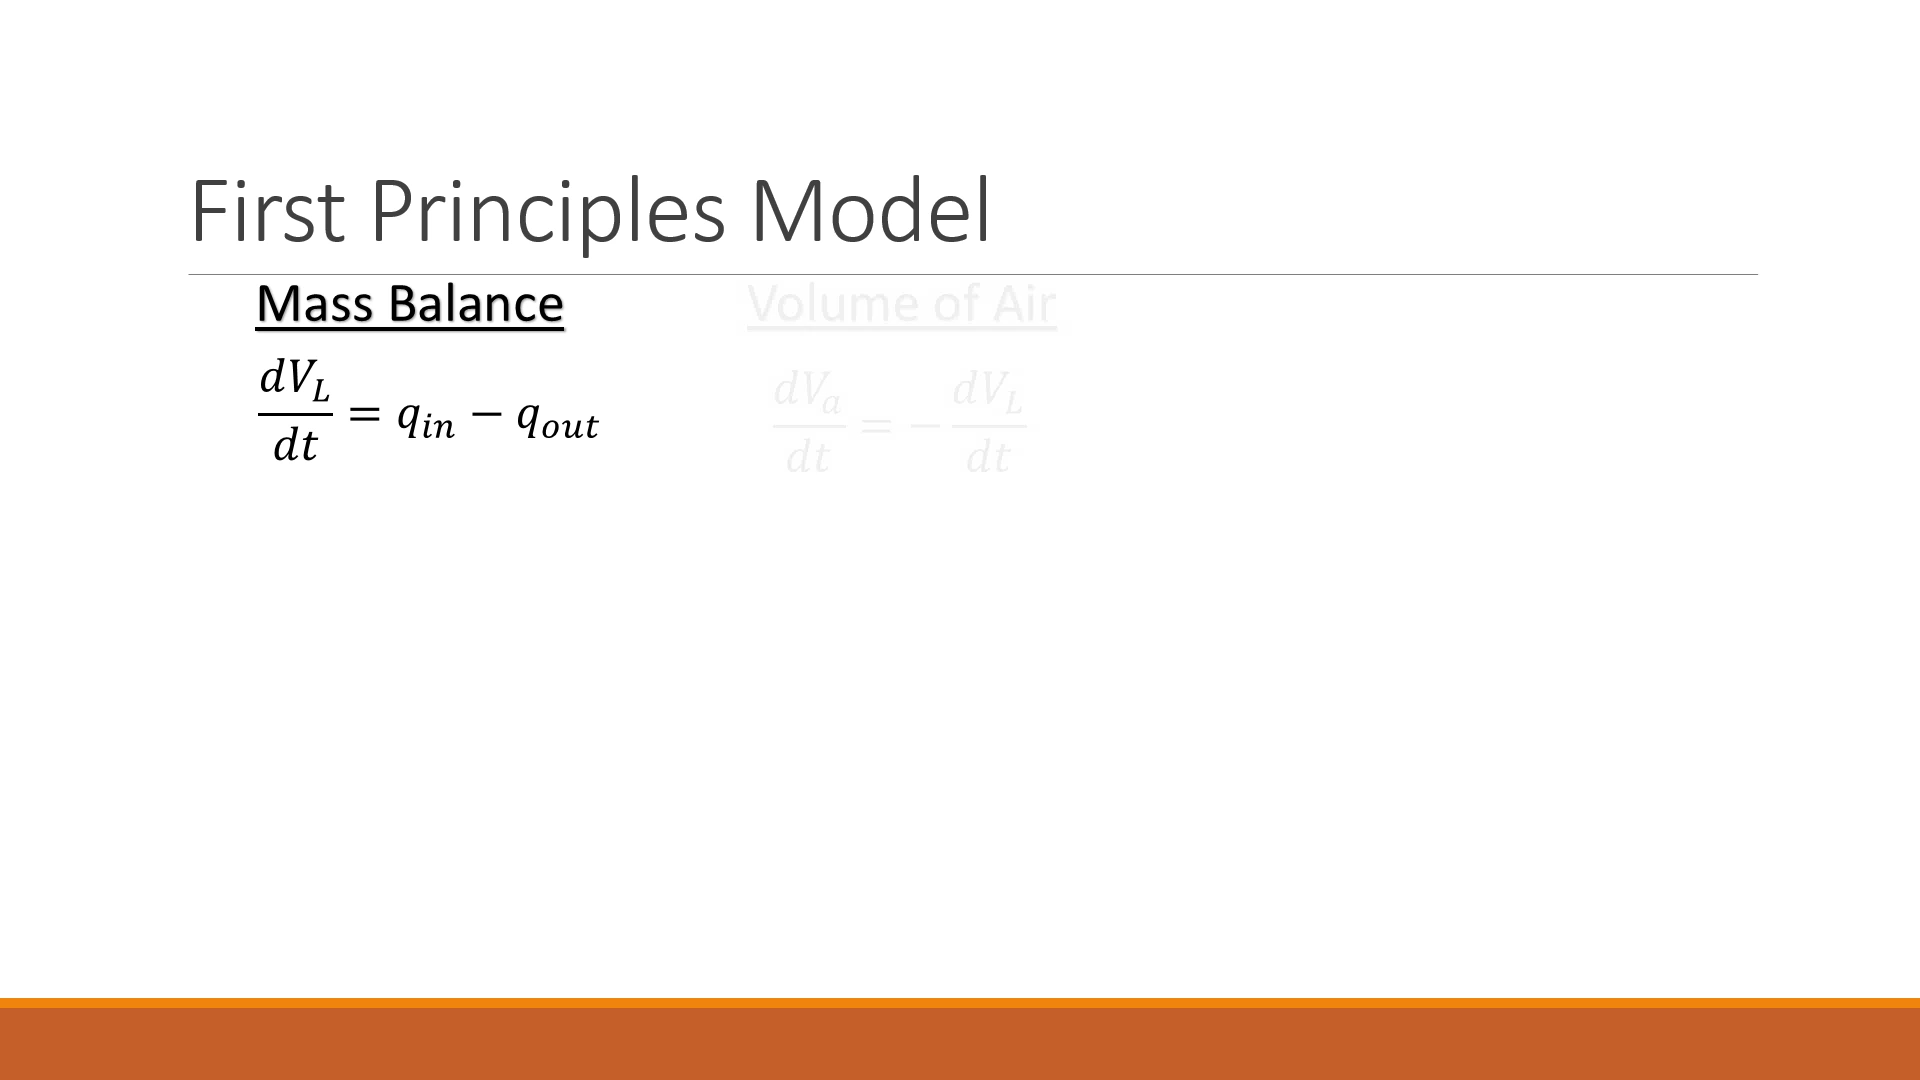 First Principles Model
Mass Balance
dV_L/dt = q_in − q_out
Volume of Air
dV_a/dt = − dV_L/dt